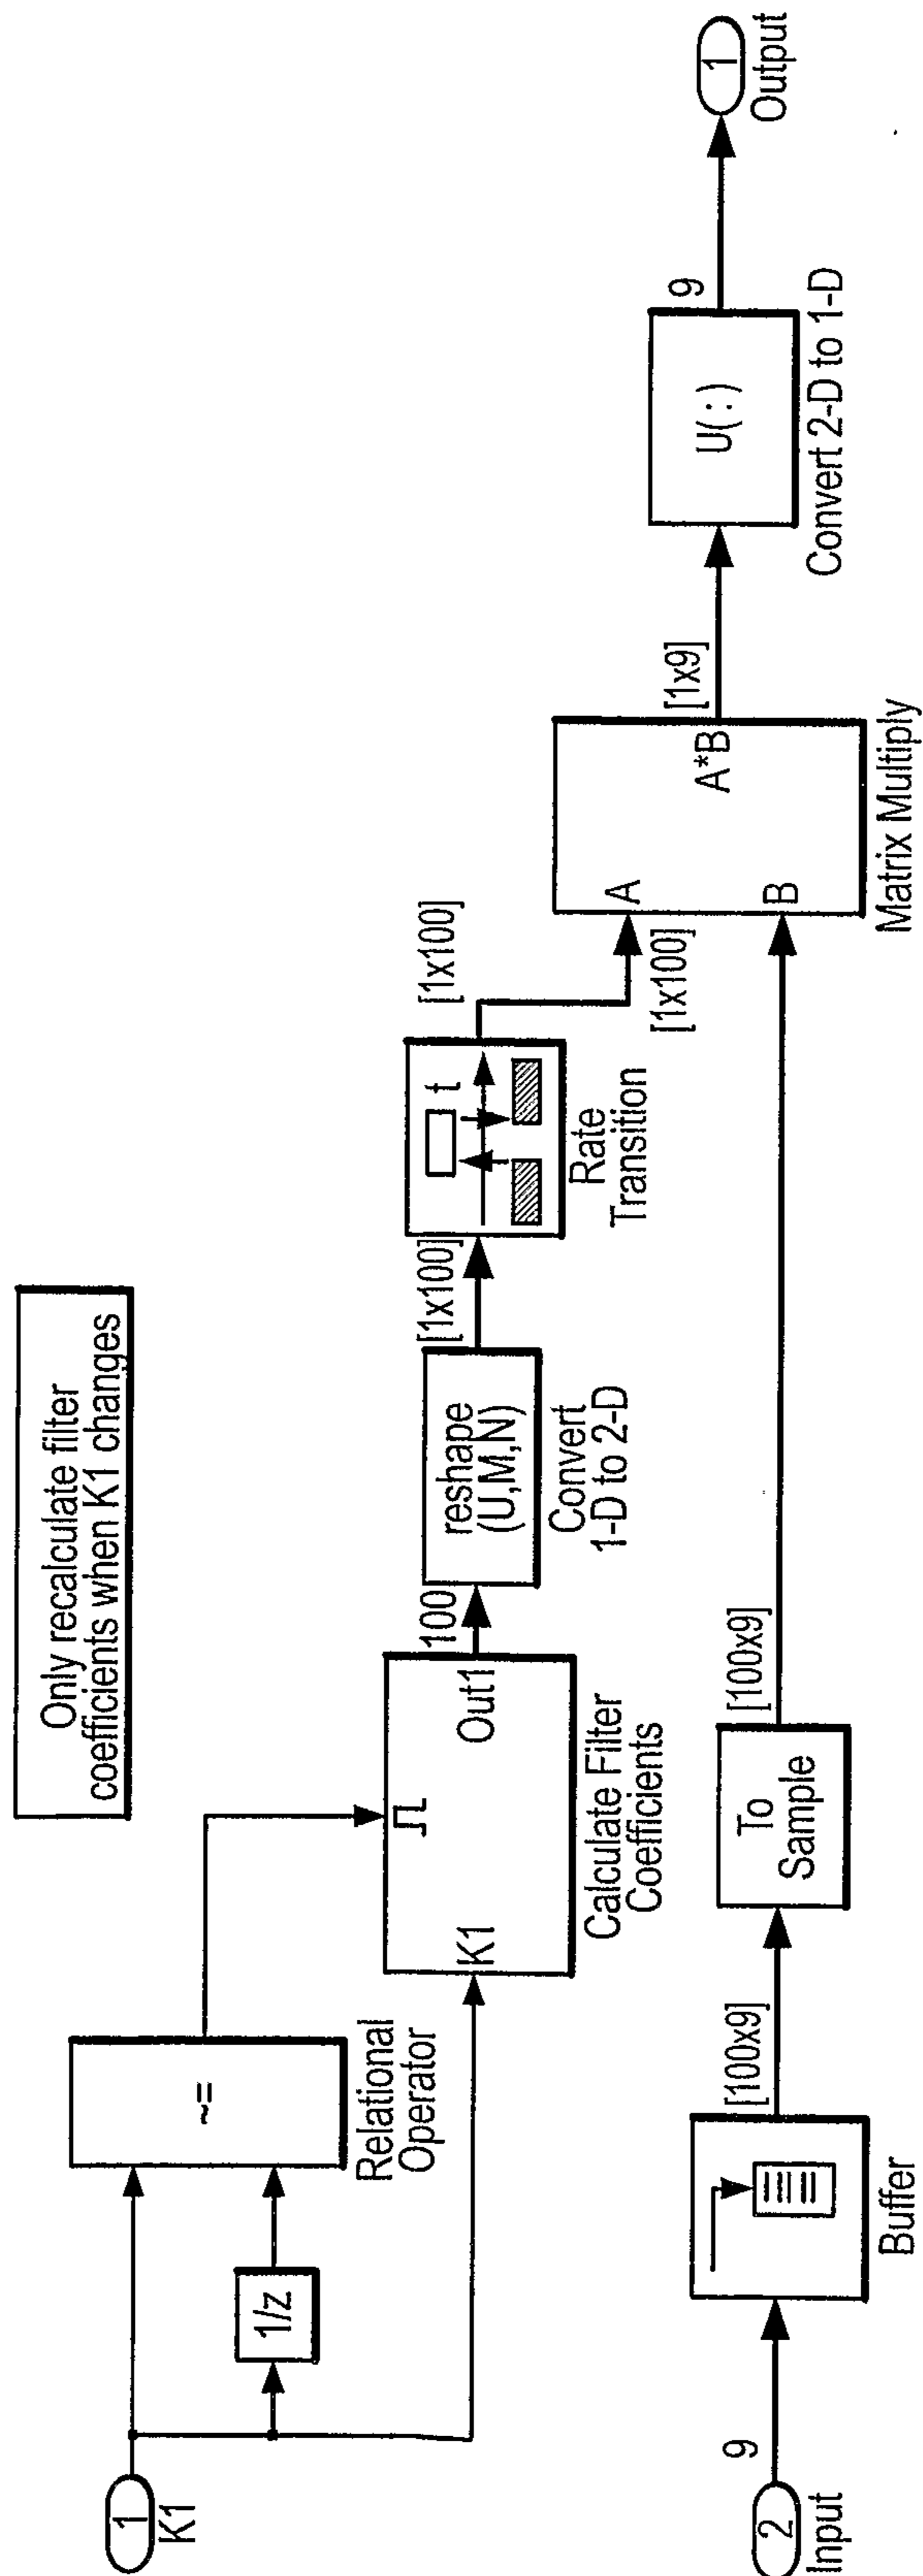 Only recalculate filter
coefficients when K1 changes
1
K1
1/z
~=
Relational
Operator
K1
Out1
Calculate Filter
Coefficients
100
reshape
(U,M,N)
Convert
1-D to 2-D
[1x100]
t
Rate
Transition
[1x100]
[1x100]
2
Input
9
Buffer
[100x9]
To
Sample
[100x9]
A
B
A*B
Matrix Multiply
[1x9]
U(:)
Convert 2-D to 1-D
9
1
Output